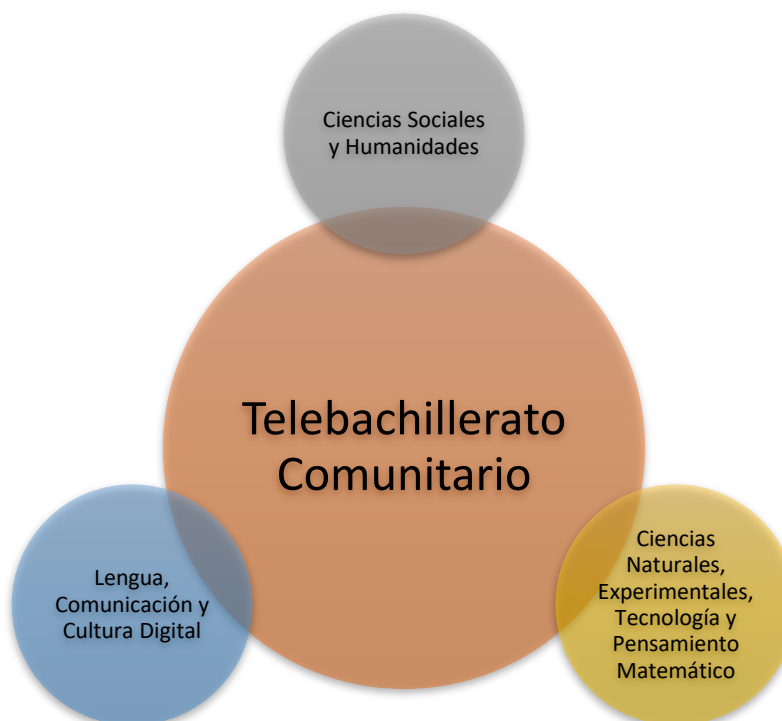 Ciencias Sociales
y Humanidades
Telebachillerato
Comunitario
Lengua,
Comunicación y
Cultura Digital
Ciencias
Naturales,
Experimentales,
Tecnología y
Pensamiento
Matemático